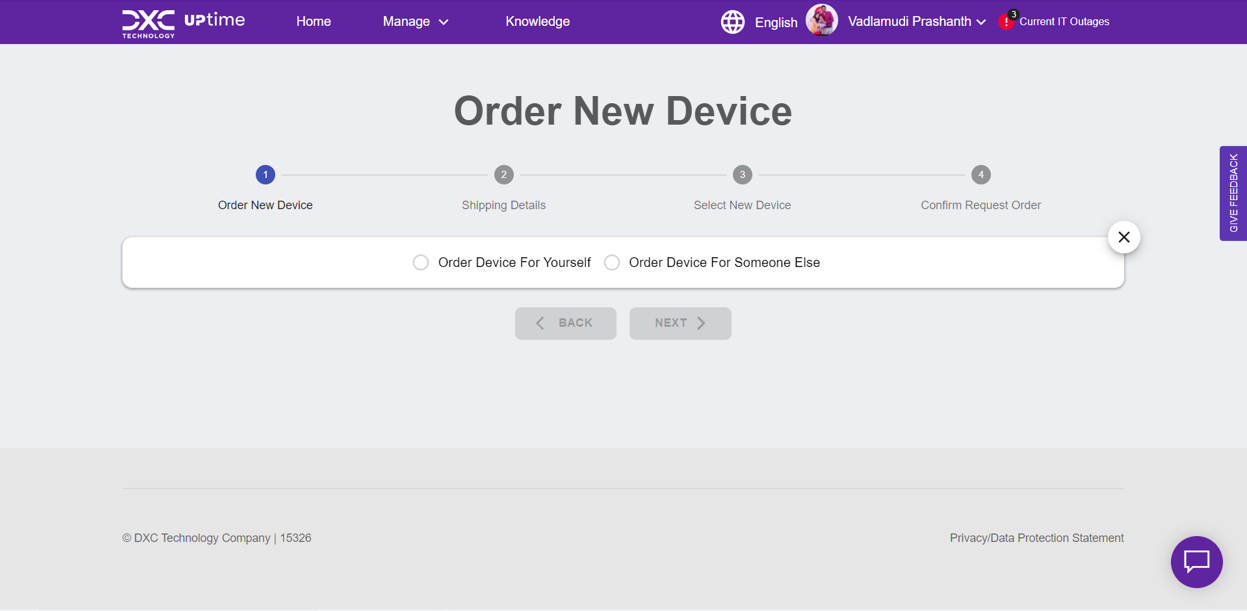 DXC TECHNOLOGY UPtime Home Manage Knowledge English Vadlamudi Prashanth 3 Current IT Outages
Order New Device
1 2 3 4
Order New Device Shipping Details Select New Device Confirm Request Order
GIVE FEEDBACK
Order Device For Yourself Order Device For Someone Else
BACK NEXT
© DXC Technology Company | 15326 Privacy/Data Protection Statement